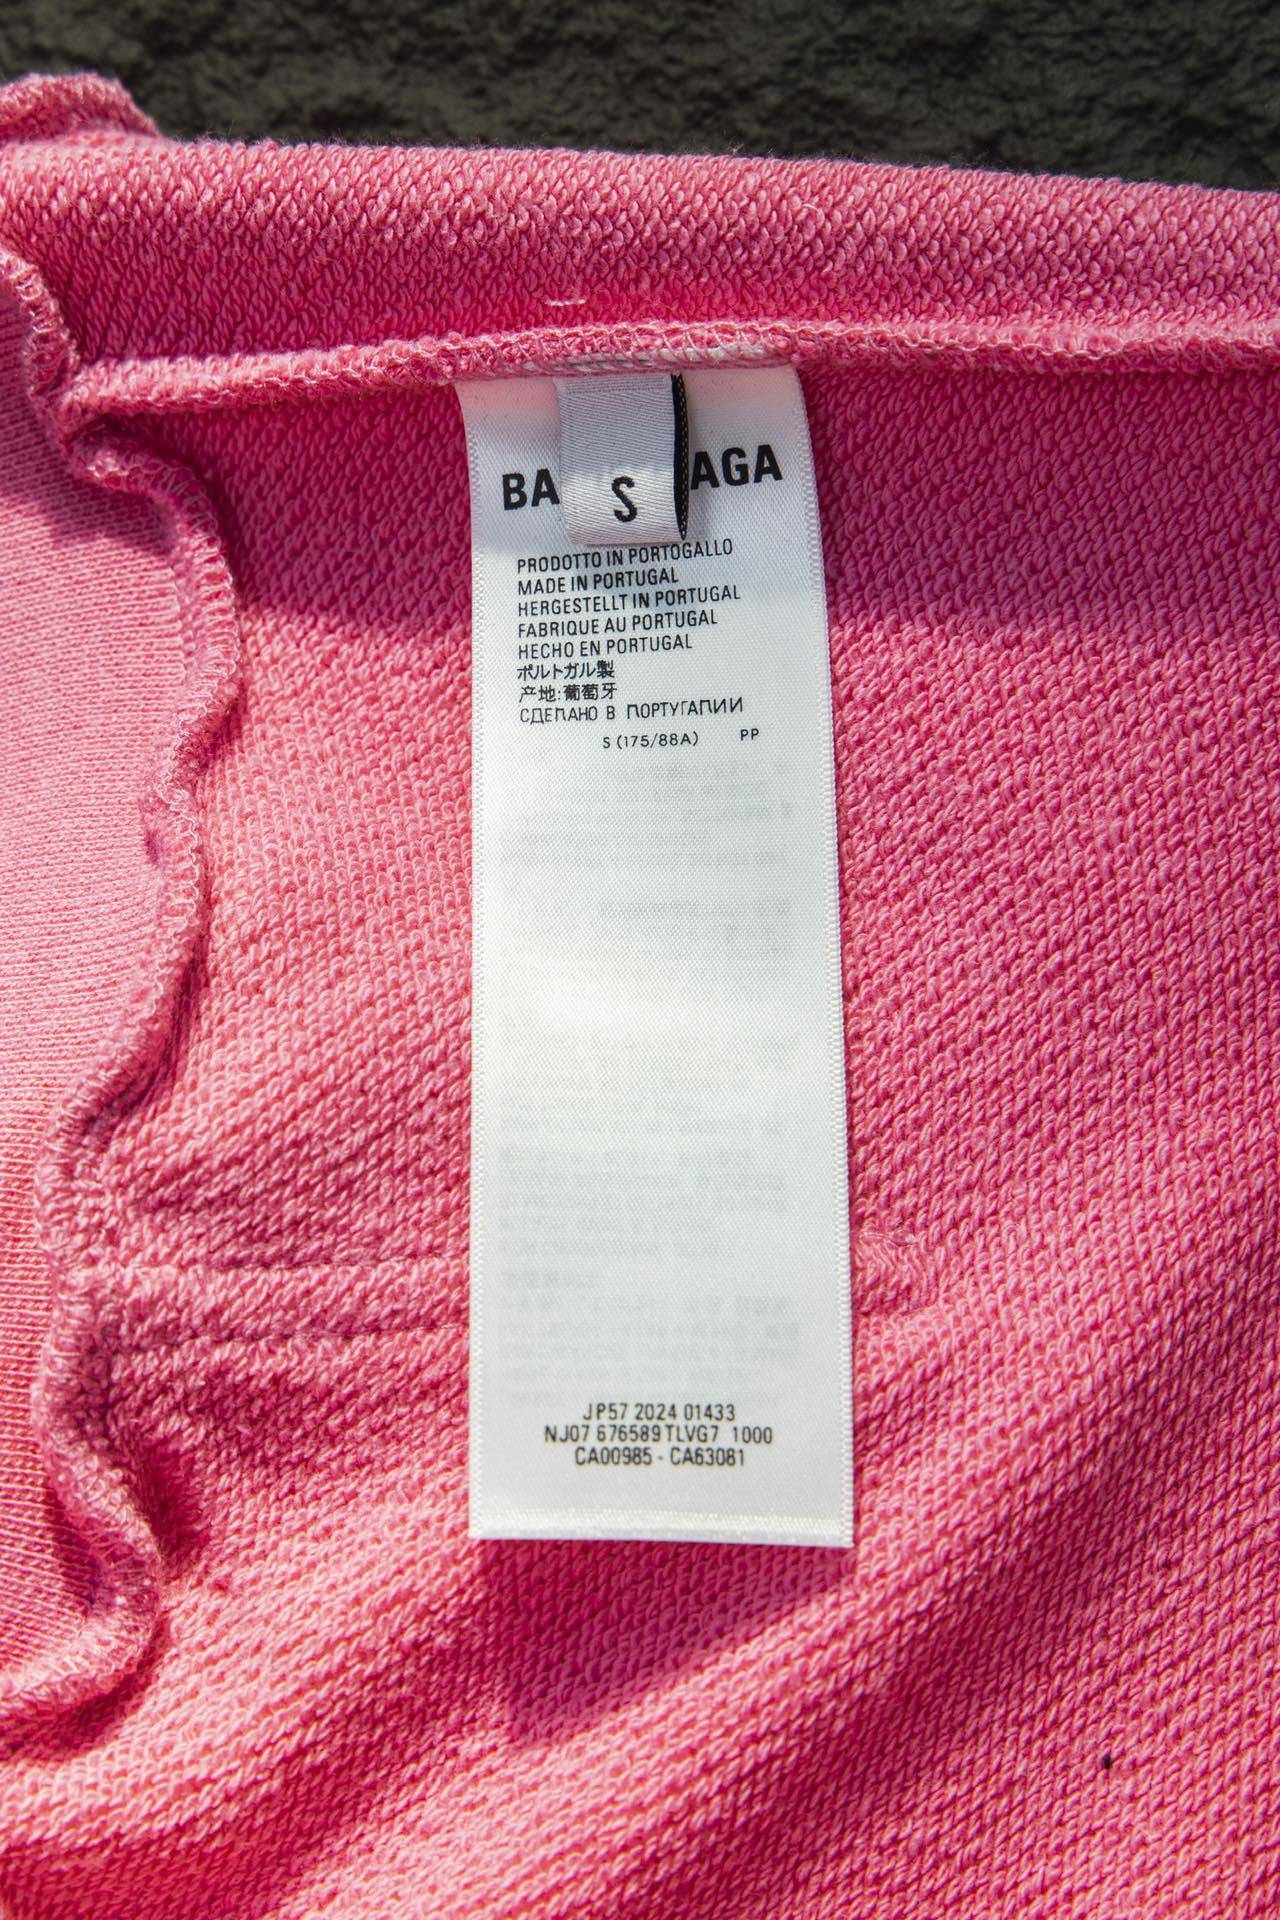 BA AGA
S
PRODOTTO IN PORTOGALLO
MADE IN PORTUGAL
HERGESTELLT IN PORTUGAL
FABRIQUE AU PORTUGAL
HECHO EN PORTUGAL
ポルトガル製
产地:葡萄牙
СДЕЛАНО В ПОРТУГАЛИИ
S (175/88A) PP
JP57 2024 01433
NJ07 676589 TLVG7 1000
CA00985 - CA63081